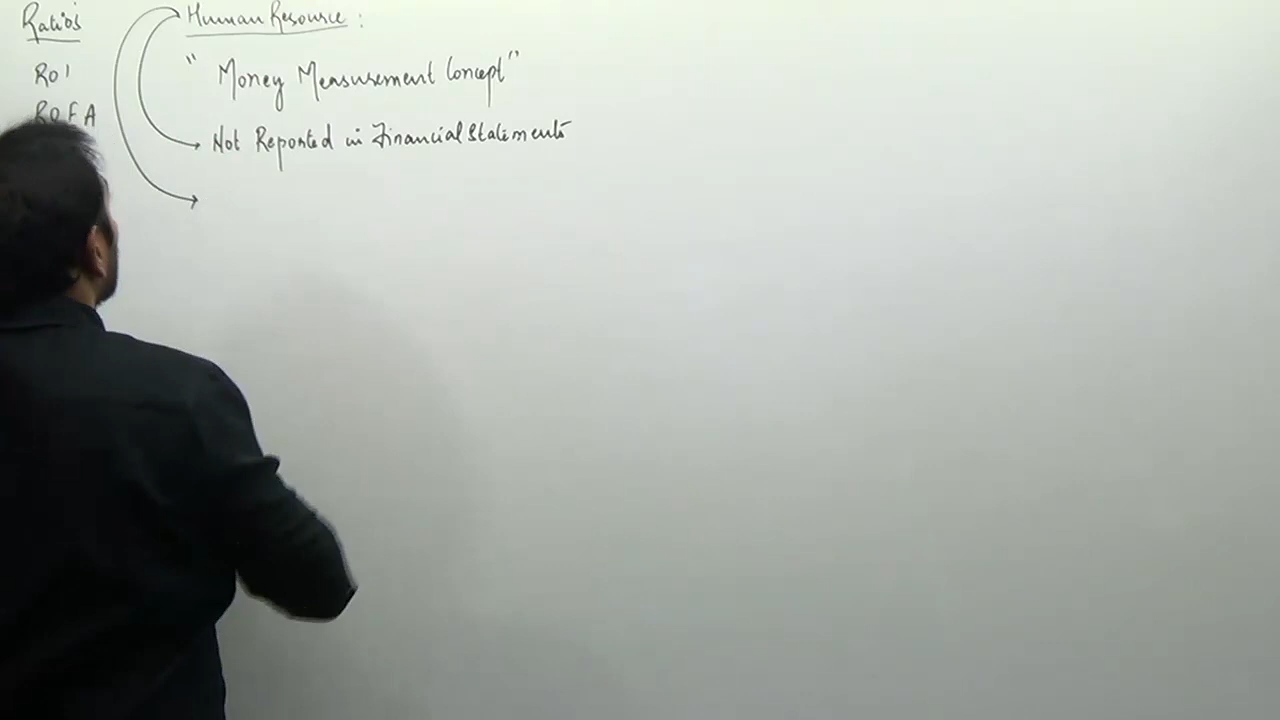 Ratios
ROI
ROFA
Human Resource :
" Money Measurement Concept "
Not Reported in Financial Statements